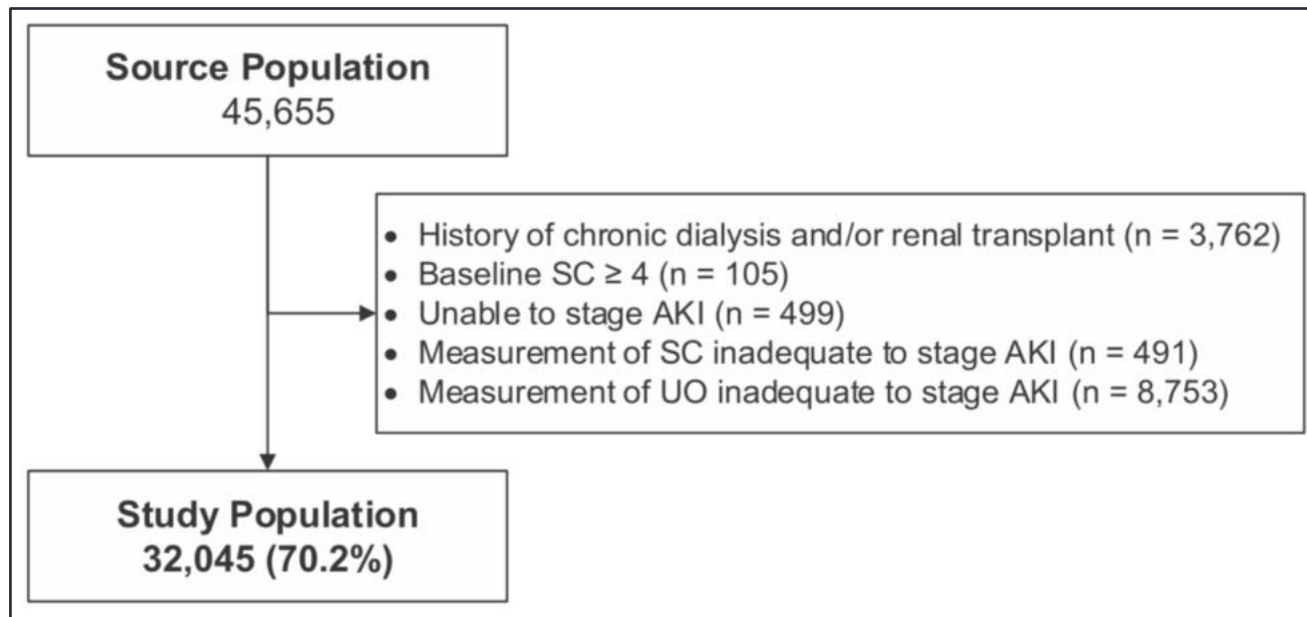 Source Population
45,655
• History of chronic dialysis and/or renal transplant (n = 3,762)
• Baseline SC ≥ 4 (n = 105)
• Unable to stage AKI (n = 499)
• Measurement of SC inadequate to stage AKI (n = 491)
• Measurement of UO inadequate to stage AKI (n = 8,753)
Study Population
32,045 (70.2%)